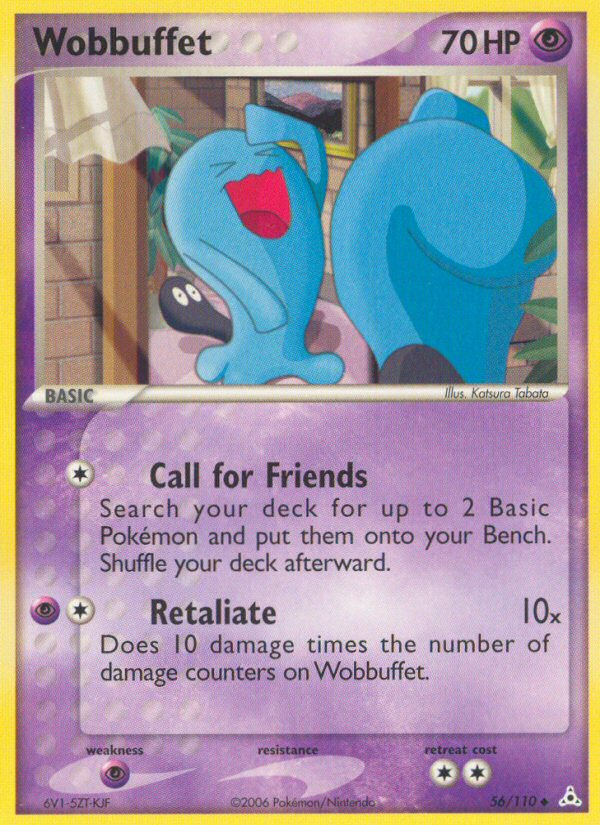 Wobbuffet 70 HP
BASIC
Illus. Katsura Tabata
Call for Friends
Search your deck for up to 2 Basic
Pokémon and put them onto your Bench.
Shuffle your deck afterward.
Retaliate 10x
Does 10 damage times the number of
damage counters on Wobbuffet.
weakness resistance retreat cost
6V1-5ZT-KJF ©2006 Pokémon/Nintendo 56/110